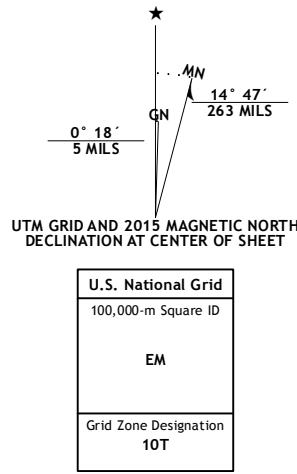 MN
GN
14° 47´
263 MILS
0° 18´
5 MILS
UTM GRID AND 2015 MAGNETIC NORTH
DECLINATION AT CENTER OF SHEET
U.S. National Grid
100,000-m Square ID
EM
Grid Zone Designation
10T